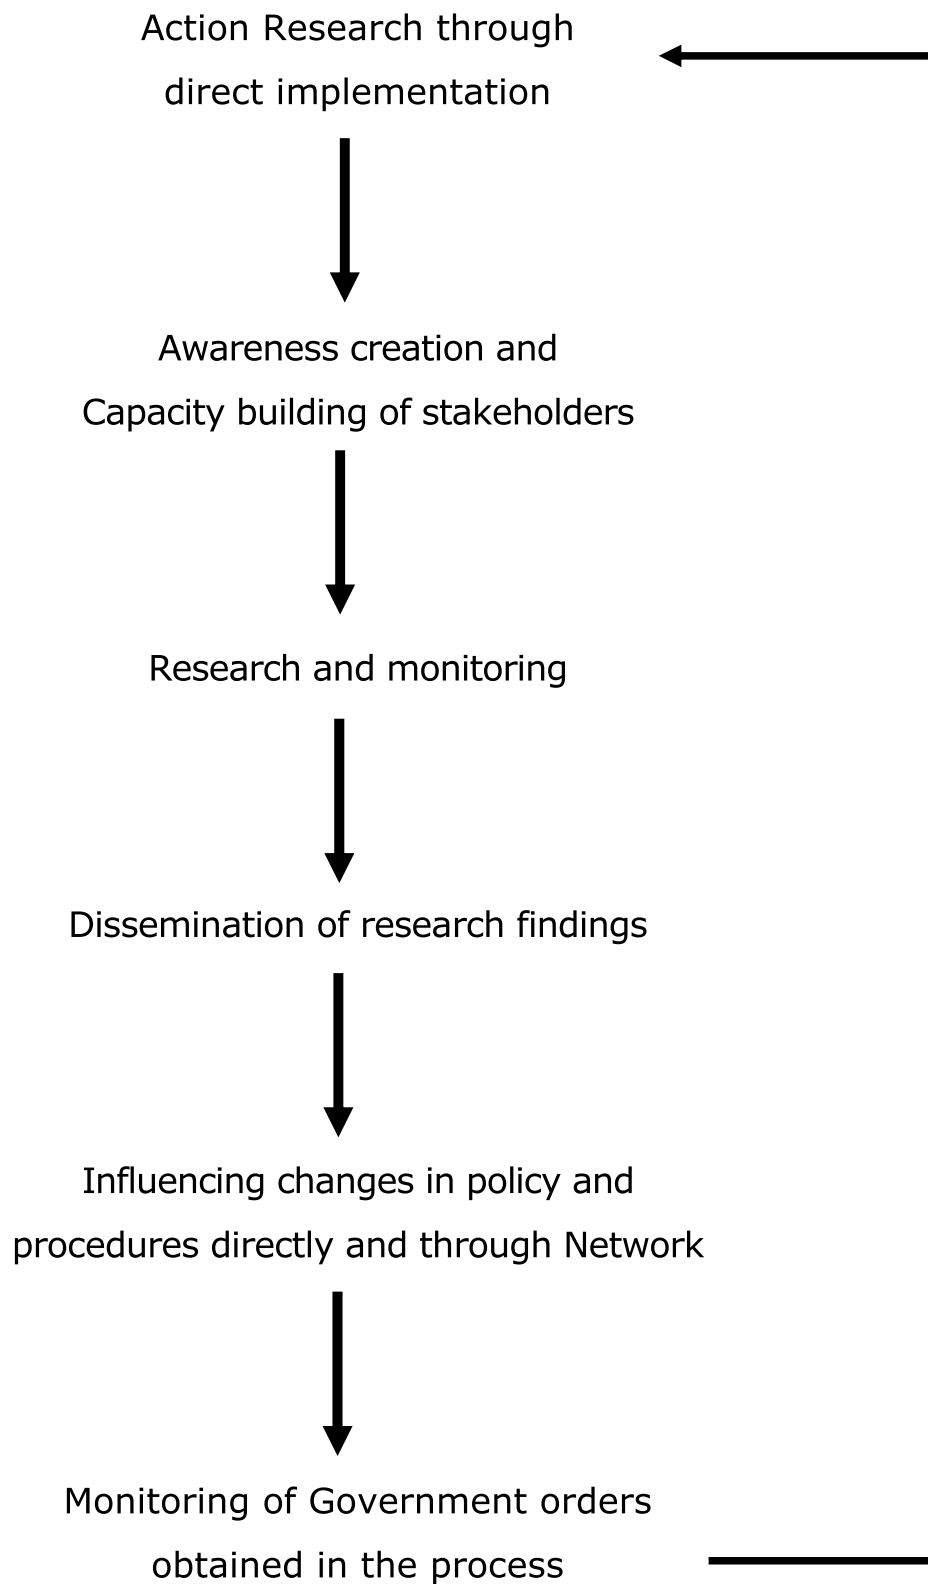 Action Research through
direct implementation
Awareness creation and
Capacity building of stakeholders
Research and monitoring
Dissemination of research findings
Influencing changes in policy and
procedures directly and through Network
Monitoring of Government orders
obtained in the process